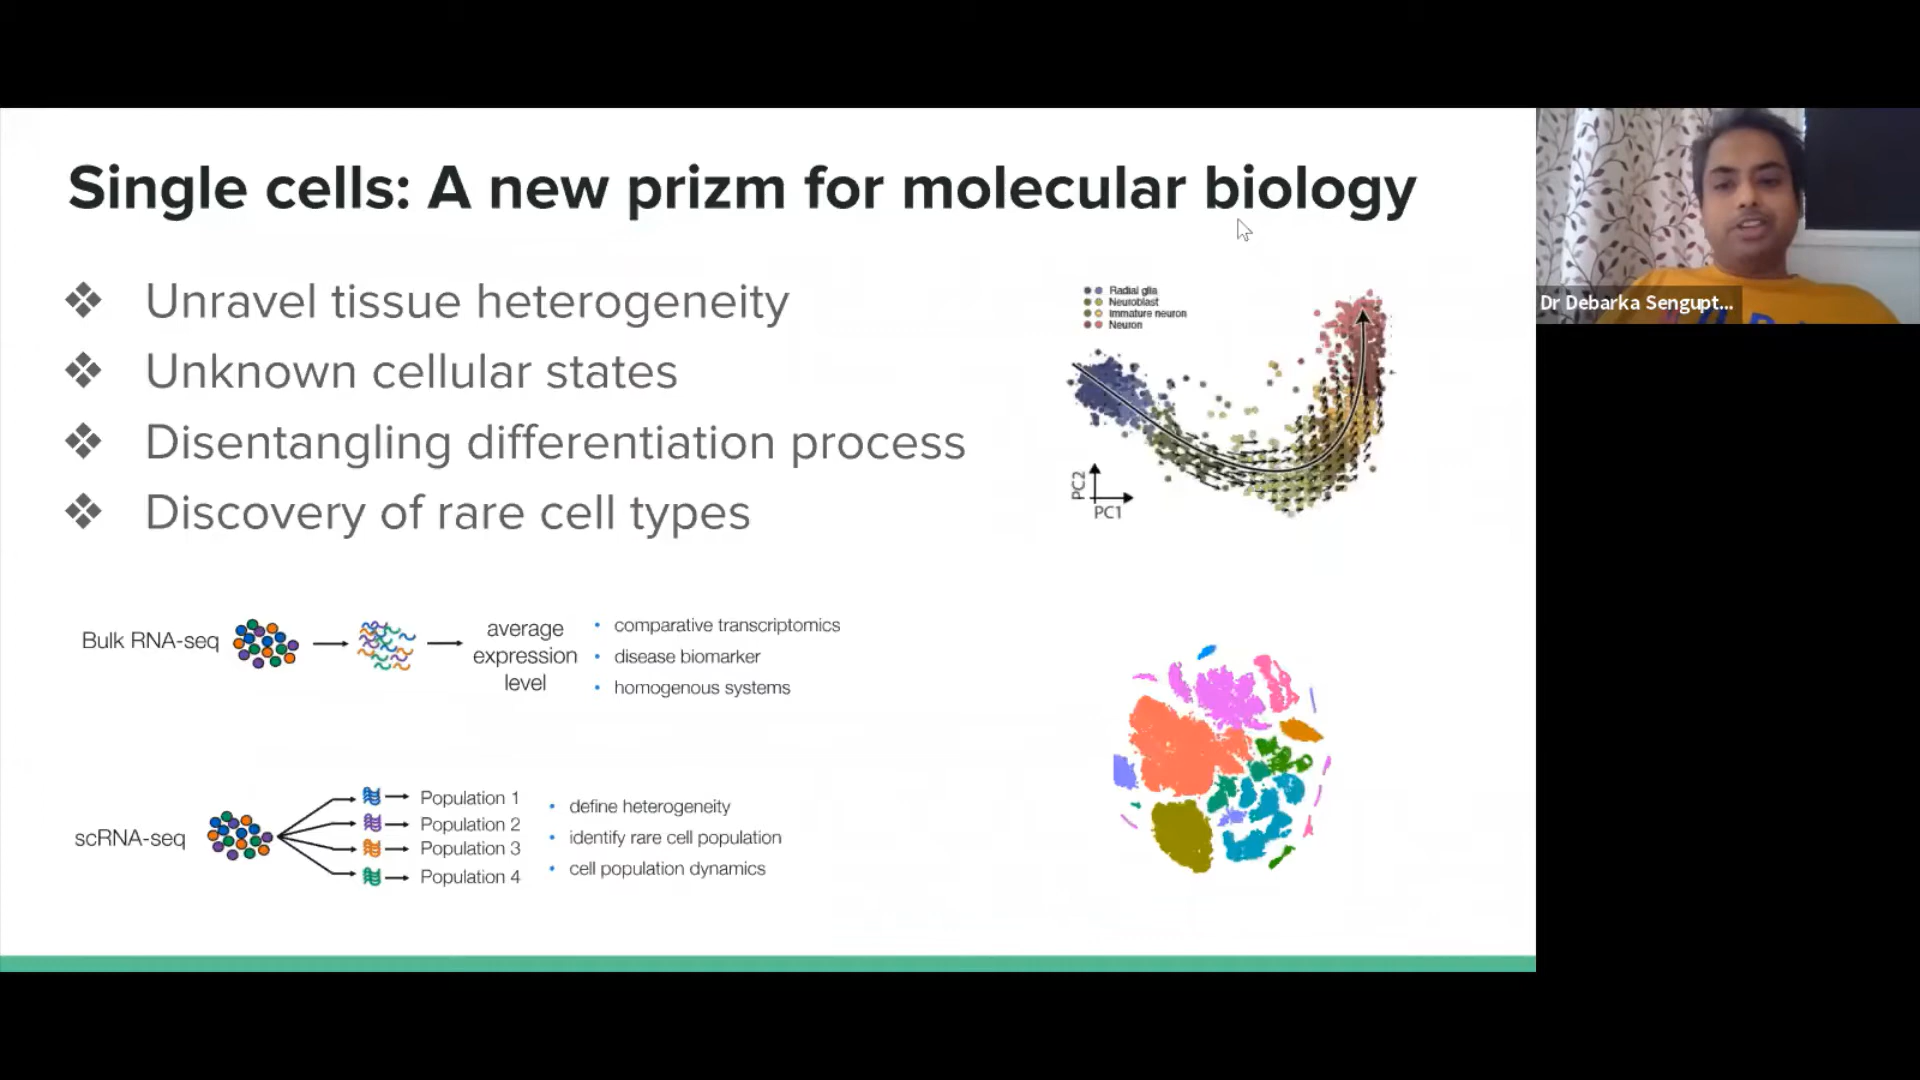 Single cells: A new prizm for molecular biology
Unravel tissue heterogeneity
Unknown cellular states
Disentangling differentiation process
Discovery of rare cell types
Radial glia
Neuroblast
Immature neuron
Neuron
PC2
PC1
Bulk RNA-seq
average
expression
level
comparative transcriptomics
disease biomarker
homogenous systems
scRNA-seq
Population 1
Population 2
Population 3
Population 4
define heterogeneity
identify rare cell population
cell population dynamics
Dr Debarka Sengupt...